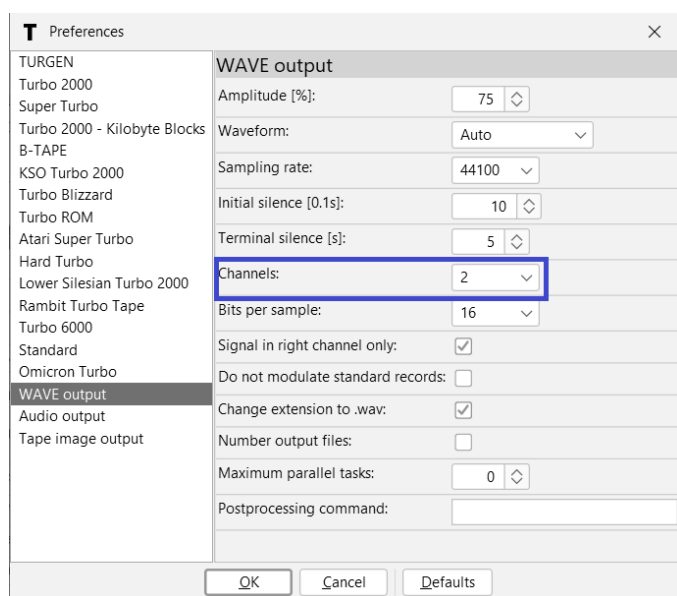 T Preferences
TURGEN
Turbo 2000
Super Turbo
Turbo 2000 - Kilobyte Blocks
B-TAPE
KSO Turbo 2000
Turbo Blizzard
Turbo ROM
Atari Super Turbo
Hard Turbo
Lower Silesian Turbo 2000
Rambit Turbo Tape
Turbo 6000
Standard
Omicron Turbo
WAVE output
Audio output
Tape image output
WAVE output
Amplitude [%]: 75
Waveform: Auto
Sampling rate: 44100
Initial silence [0.1s]: 10
Terminal silence [s]: 5
Channels: 2
Bits per sample: 16
Signal in right channel only:
Do not modulate standard records:
Change extension to .wav:
Number output files:
Maximum parallel tasks: 0
Postprocessing command:
OK Cancel Defaults